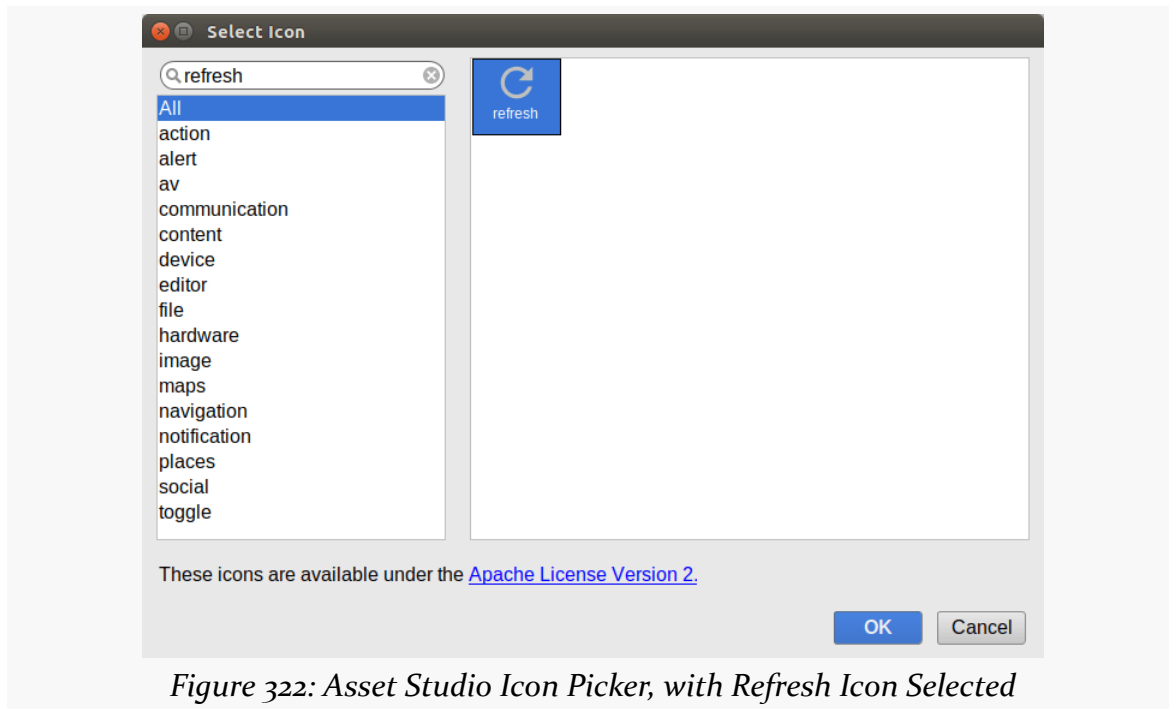 Select Icon
refresh
All
action
alert
av
communication
content
device
editor
file
hardware
image
maps
navigation
notification
places
social
toggle
refresh
These icons are available under the Apache License Version 2.
OK
Cancel
Figure 322: Asset Studio Icon Picker, with Refresh Icon Selected